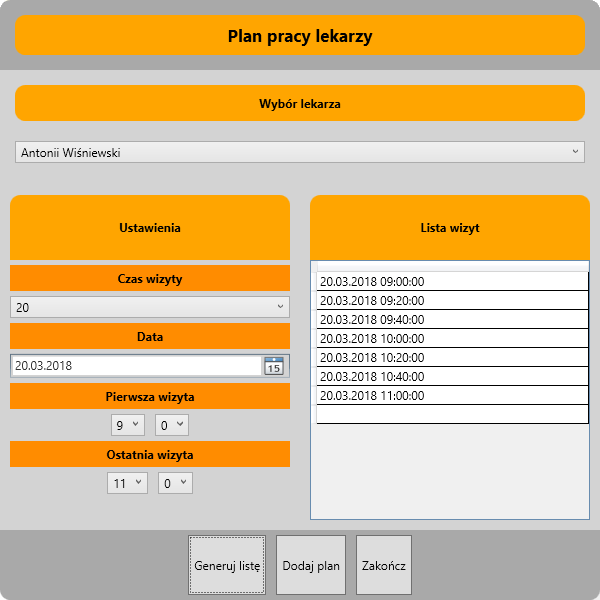 Plan pracy lekarzy
Wybór lekarza
Antonii Wiśniewski
Ustawienia
Czas wizyty
20
Data
20.03.2018
15
Pierwsza wizyta
9 0
Ostatnia wizyta
11 0
Lista wizyt
20.03.2018 09:00:00
20.03.2018 09:20:00
20.03.2018 09:40:00
20.03.2018 10:00:00
20.03.2018 10:20:00
20.03.2018 10:40:00
20.03.2018 11:00:00
Generuj listę Dodaj plan Zakończ